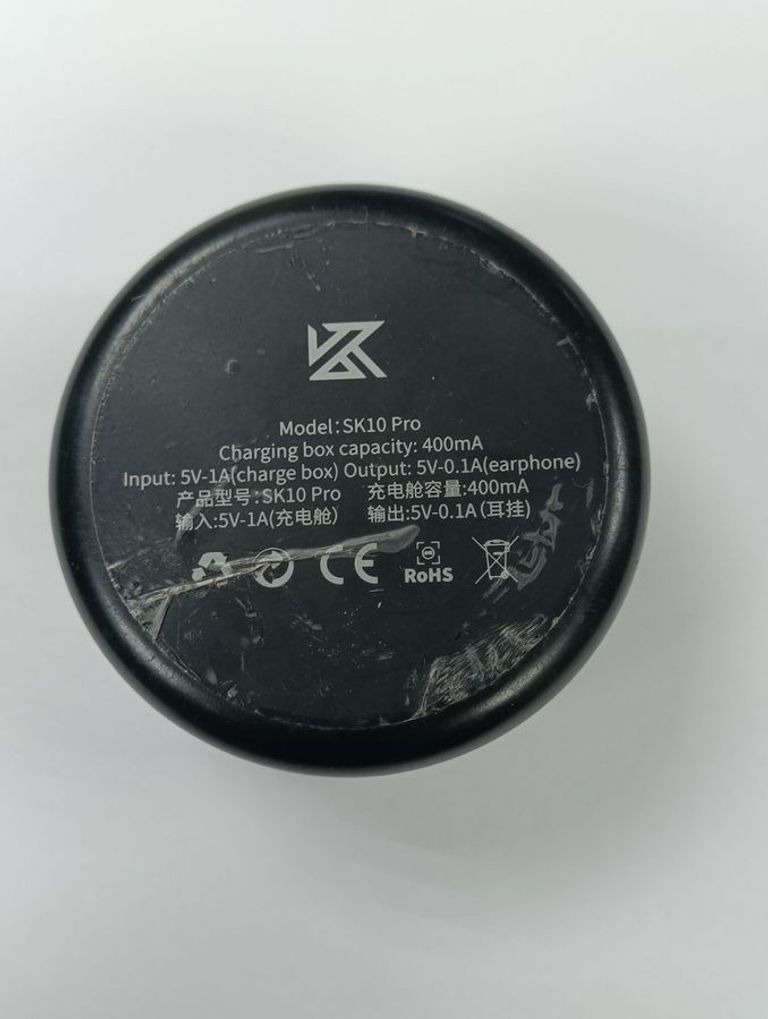 KZ
Model:SK10 Pro
Charging box capacity: 400mA
Input: 5V-1A(charge box) Output: 5V-0.1A(earphone)
产品型号:SK10 Pro 充电舱容量:400mA
输入:5V-1A(充电舱) 输出:5V-0.1A(耳挂)
CE RoHS